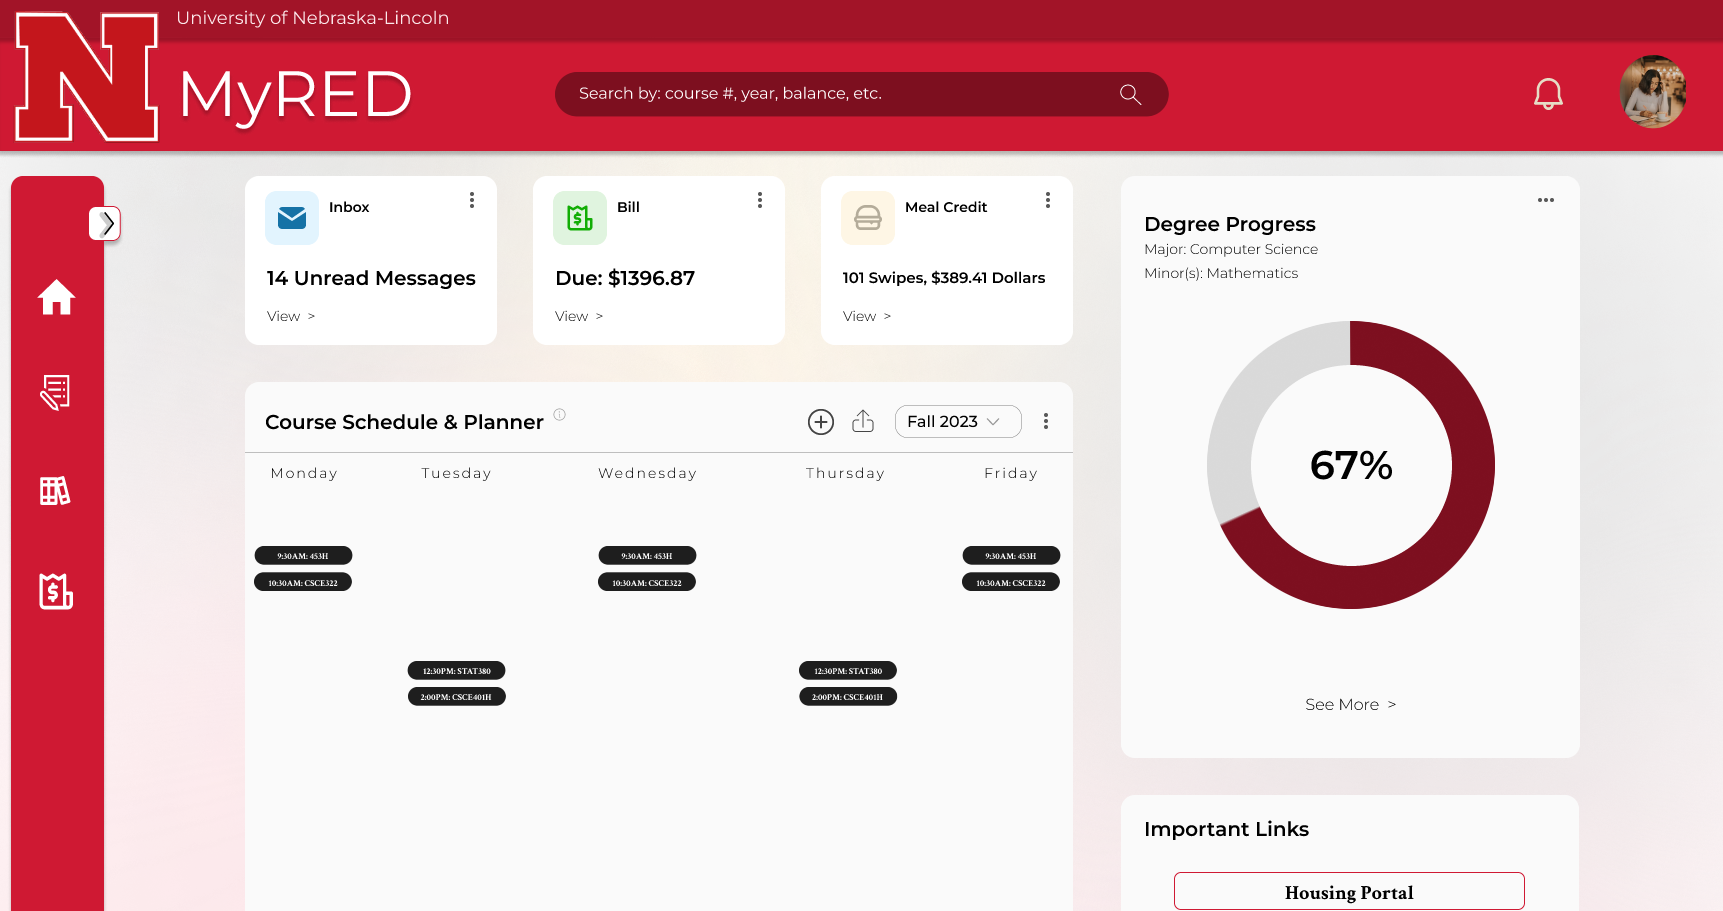 University of Nebraska-Lincoln
N
MyRED
Search by: course #, year, balance, etc.
Inbox
14 Unread Messages
View >
Bill
Due: $1396.87
View >
Meal Credit
101 Swipes, $389.41 Dollars
View >
Course Schedule & Planner
Fall 2023
Monday Tuesday Wednesday Thursday Friday
9:30AM: 453H 9:30AM: 453H 9:30AM: 453H
10:30AM: CSCE322 10:30AM: CSCE322 10:30AM: CSCE322
12:30PM: STAT380 12:30PM: STAT380
2:00PM: CSCE401H 2:00PM: CSCE401H
Degree Progress
Major: Computer Science
Minor(s): Mathematics
67%
See More >
Important Links
Housing Portal